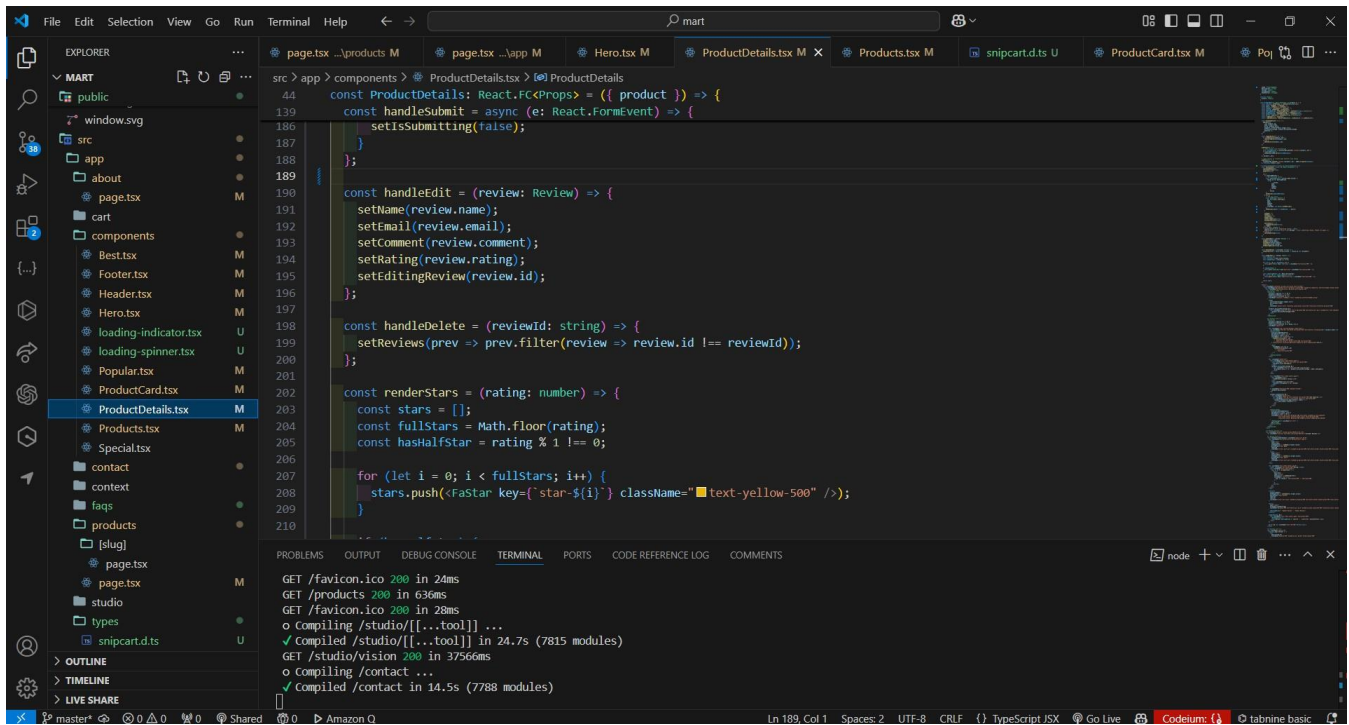 File Edit Selection View Go Run Terminal Help
mart
EXPLORER
page.tsx ...\products M
page.tsx ...\app M
Hero.tsx M
ProductDetails.tsx M
Products.tsx M
snipcart.d.ts U
ProductCard.tsx M
MART
public
window.svg
src
app
about
page.tsx M
cart
components
Best.tsx M
Footer.tsx M
Header.tsx M
Hero.tsx M
loading-indicator.tsx U
loading-spinner.tsx U
Popular.tsx M
ProductCard.tsx M
ProductDetails.tsx M
Products.tsx M
Special.tsx
contact
context
faqs
products
[slug]
page.tsx
page.tsx M
studio
types
snipcart.d.ts U
OUTLINE
TIMELINE
LIVE SHARE
38
2
src > app > components > ProductDetails.tsx > ProductDetails
44 const ProductDetails: React.FC<Props> = ({ product }) => {
139 const handleSubmit = async (e: React.FormEvent) => {
186 setIsSubmitting(false);
187 }
188 };
189
190 const handleEdit = (review: Review) => {
191 setName(review.name);
192 setEmail(review.email);
193 setComment(review.comment);
194 setRating(review.rating);
195 setEditingReview(review.id);
196 };
197
198 const handleDelete = (reviewId: string) => {
199 setReviews(prev => prev.filter(review => review.id !== reviewId));
200 };
201
202 const renderStars = (rating: number) => {
203 const stars = [];
204 const fullStars = Math.floor(rating);
205 const hasHalfStar = rating % 1 !== 0;
206
207 for (let i = 0; i < fullStars; i++) {
208 stars.push(<FaStar key={`star-${i}`} className="text-yellow-500" />);
209 }
210
PROBLEMS OUTPUT DEBUG CONSOLE TERMINAL PORTS CODE REFERENCE LOG COMMENTS
node
GET /favicon.ico 200 in 24ms
GET /products 200 in 636ms
GET /favicon.ico 200 in 28ms
o Compiling /studio/[[...tool]] ...
✓ Compiled /studio/[[...tool]] in 24.7s (7815 modules)
GET /studio/vision 200 in 37566ms
o Compiling /contact ...
✓ Compiled /contact in 14.5s (7788 modules)
master* 0 0 0 Shared 0 Amazon Q
Ln 189, Col 1 Spaces: 2 UTF-8 CRLF {} TypeScript JSX Go Live Codeium: {} tabnine basic